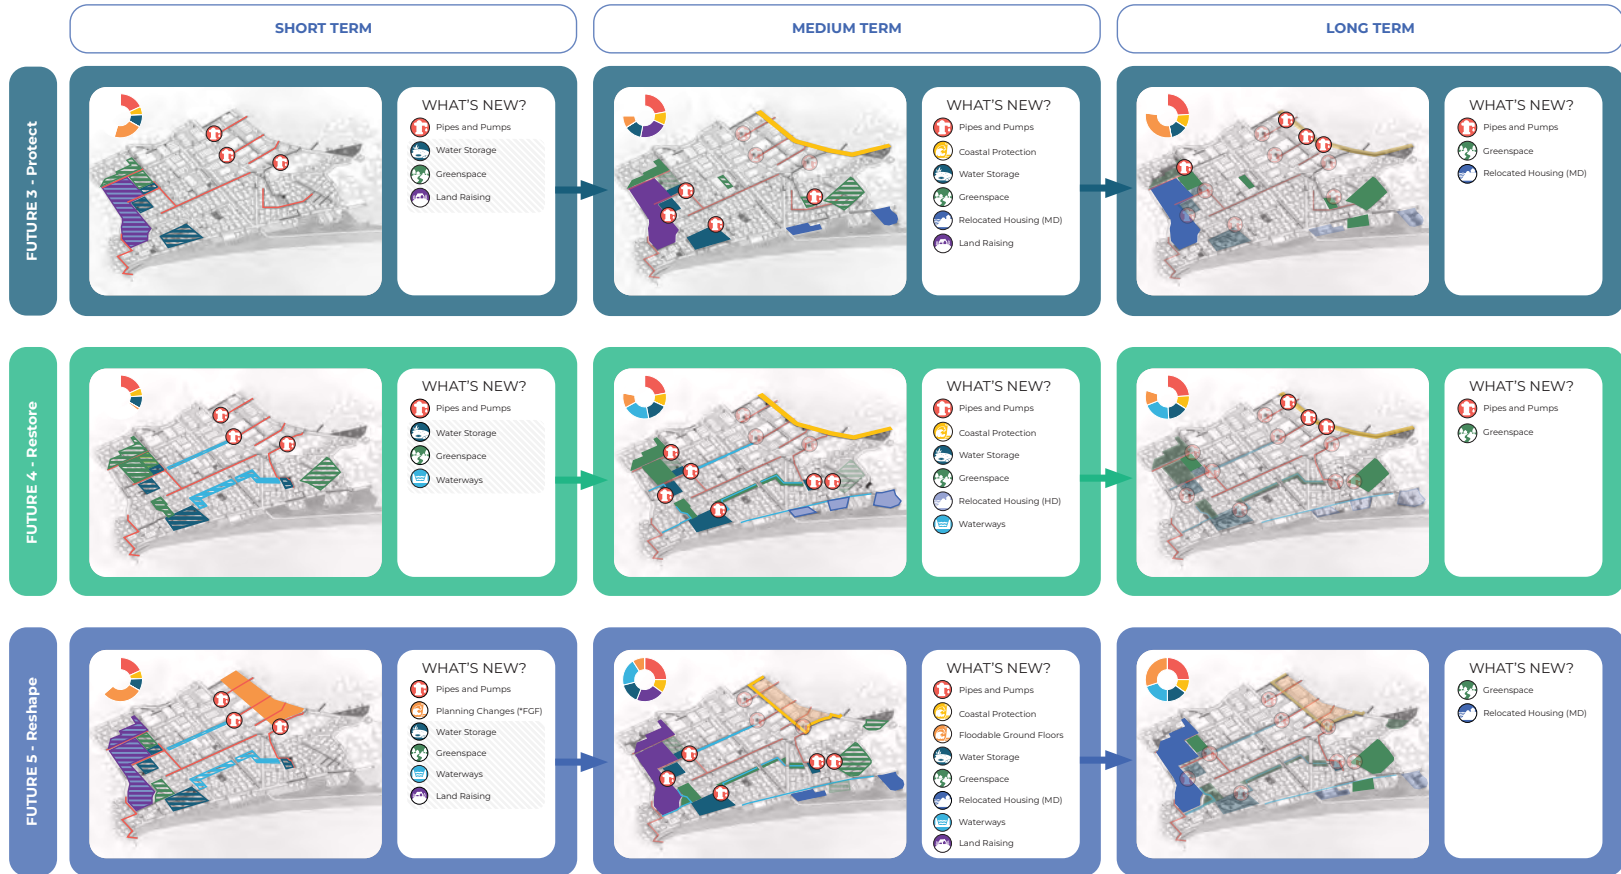 SHORT TERM
MEDIUM TERM
LONG TERM
FUTURE 3 - Protect
WHAT'S NEW?
Pipes and Pumps
Water Storage
Greenspace
Land Raising
WHAT'S NEW?
Pipes and Pumps
Coastal Protection
Water Storage
Greenspace
Relocated Housing (MD)
Land Raising
WHAT'S NEW?
Pipes and Pumps
Greenspace
Relocated Housing (MD)
FUTURE 4 - Restore
WHAT'S NEW?
Pipes and Pumps
Water Storage
Greenspace
Waterways
WHAT'S NEW?
Pipes and Pumps
Coastal Protection
Water Storage
Greenspace
Relocated Housing (HD)
Waterways
WHAT'S NEW?
Pipes and Pumps
Greenspace
FUTURE 5 - Reshape
WHAT'S NEW?
Pipes and Pumps
Planning Changes (*FGF)
Water Storage
Greenspace
Waterways
Land Raising
WHAT'S NEW?
Pipes and Pumps
Coastal Protection
Floodable Ground Floors
Water Storage
Greenspace
Relocated Housing (MD)
Waterways
Land Raising
WHAT'S NEW?
Greenspace
Relocated Housing (MD)